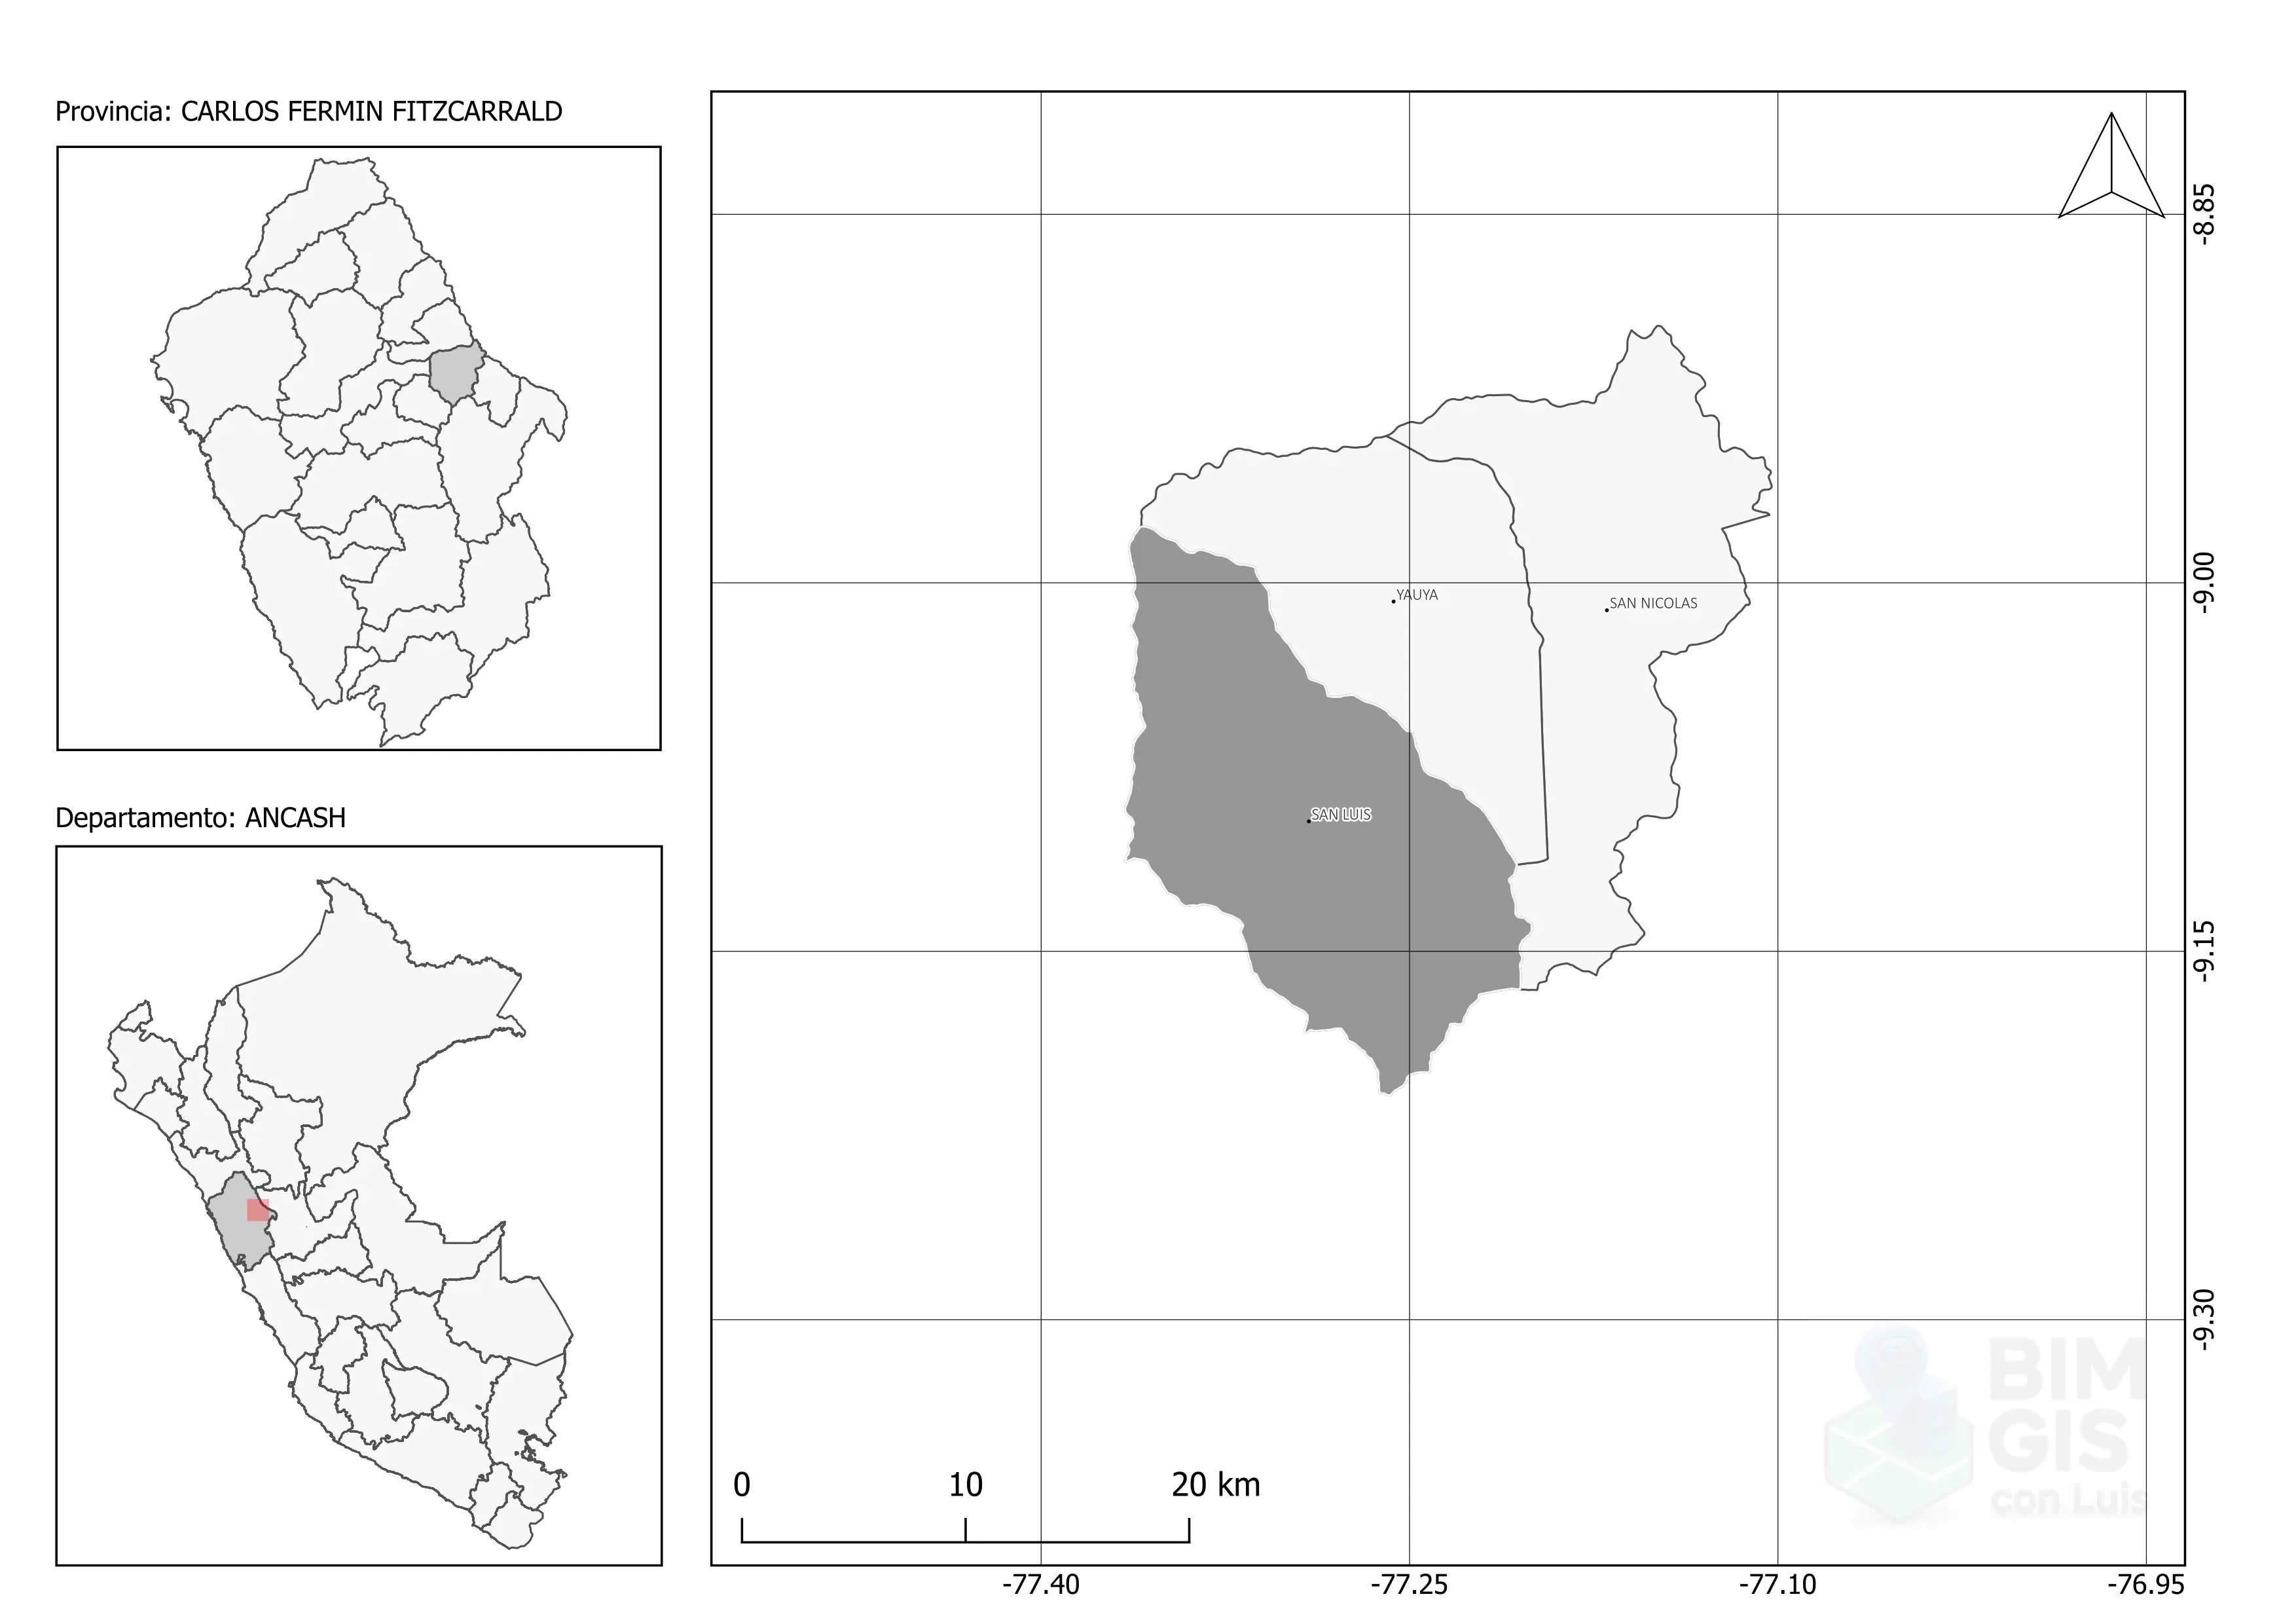 Provincia: CARLOS FERMIN FITZCARRALD
Departamento: ANCASH
-8.85
-9.00
-9.15
-9.30
YAUYA
SAN NICOLAS
SAN LUIS
0 10 20 km
BIM
GIS
con Luis
-77.40 -77.25 -77.10 -76.95